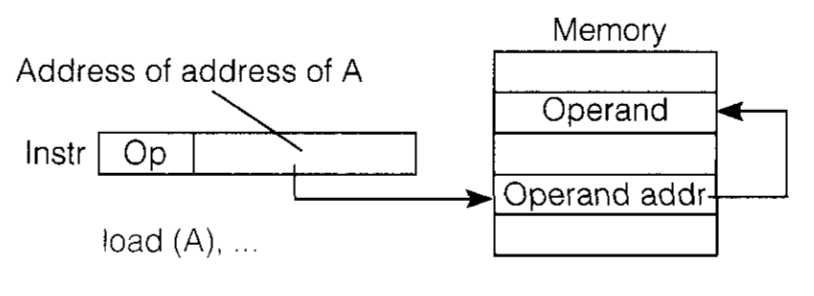 Memory
Address of address of A
Operand
Instr Op
Operand addr
load (A), ...